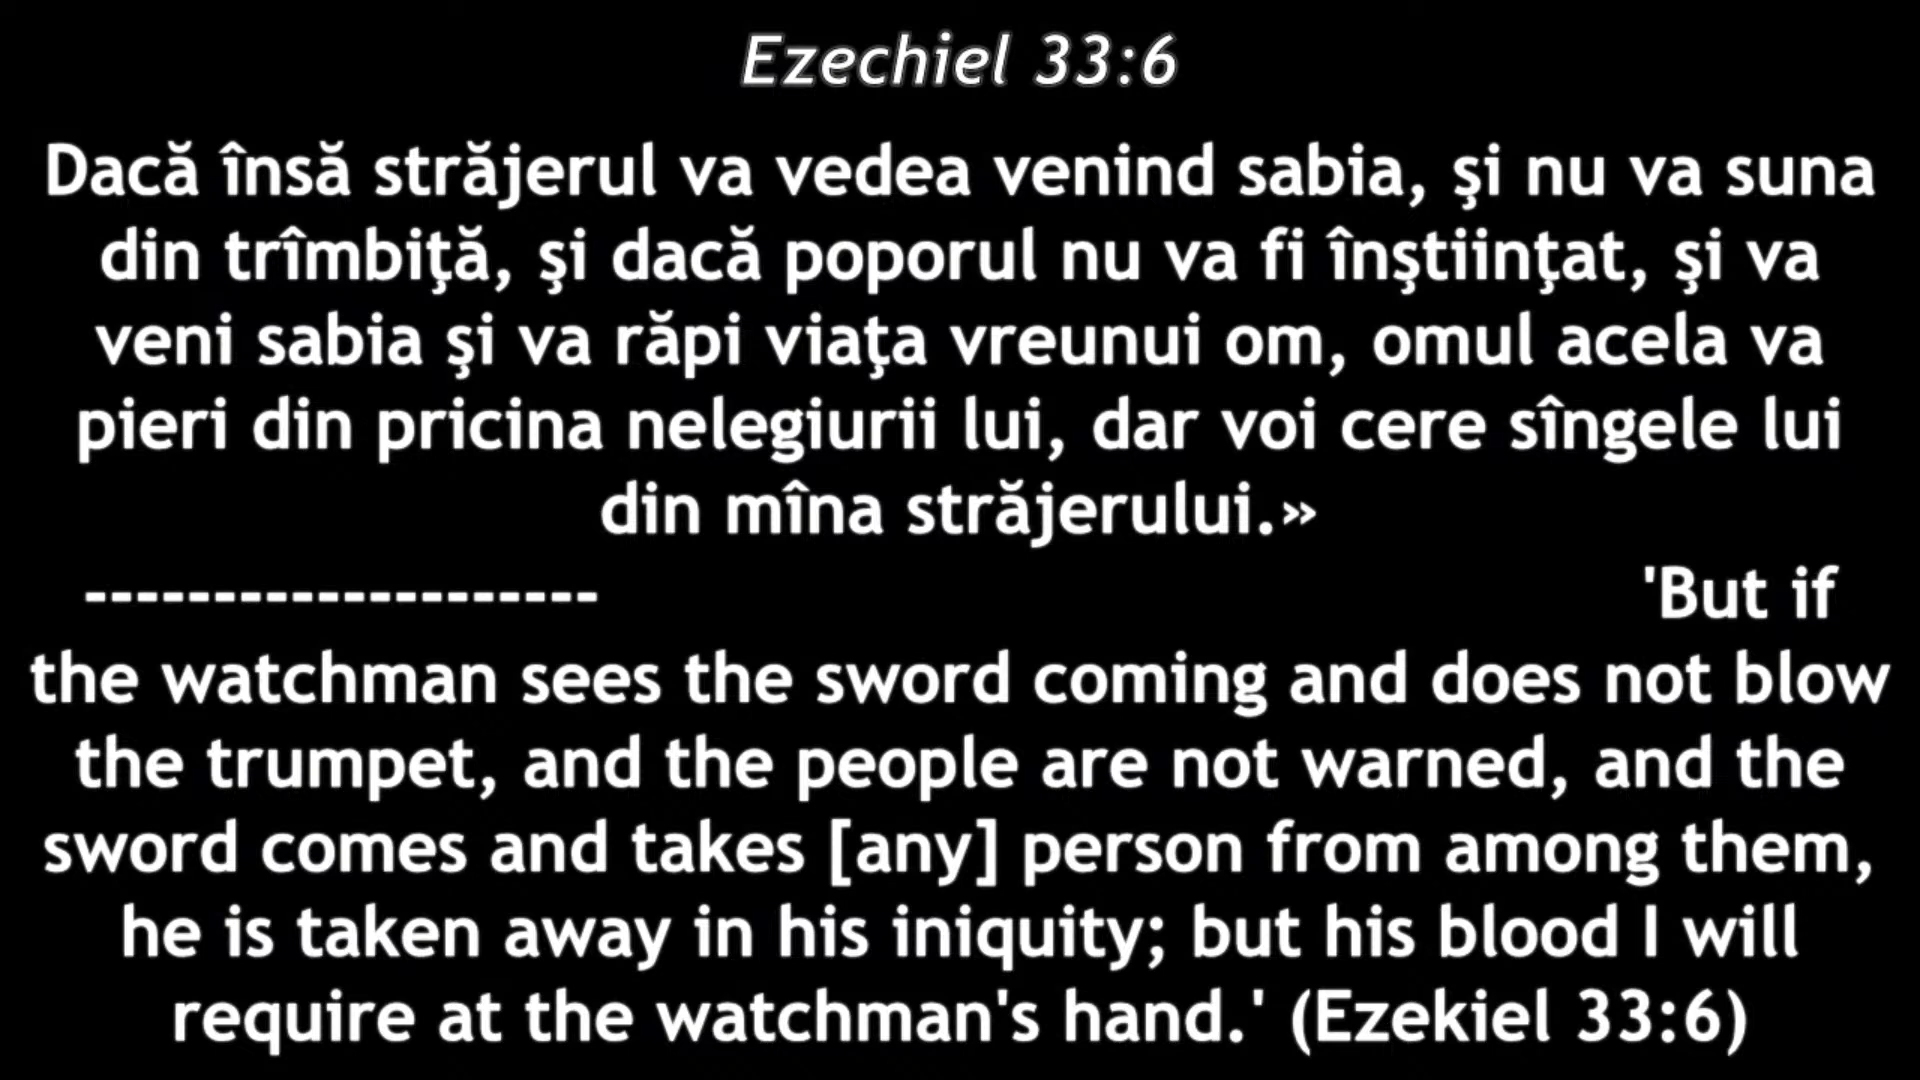 Ezechiel 33:6
Dacă însă străjerul va vedea venind sabia, şi nu va suna
din trîmbiţă, şi dacă poporul nu va fi înştiinţat, şi va
veni sabia şi va răpi viaţa vreunui om, omul acela va
pieri din pricina nelegiurii lui, dar voi cere sîngele lui
din mîna străjerului.»
-------------------- 'But if
the watchman sees the sword coming and does not blow
the trumpet, and the people are not warned, and the
sword comes and takes [any] person from among them,
he is taken away in his iniquity; but his blood I will
require at the watchman's hand.' (Ezekiel 33:6)